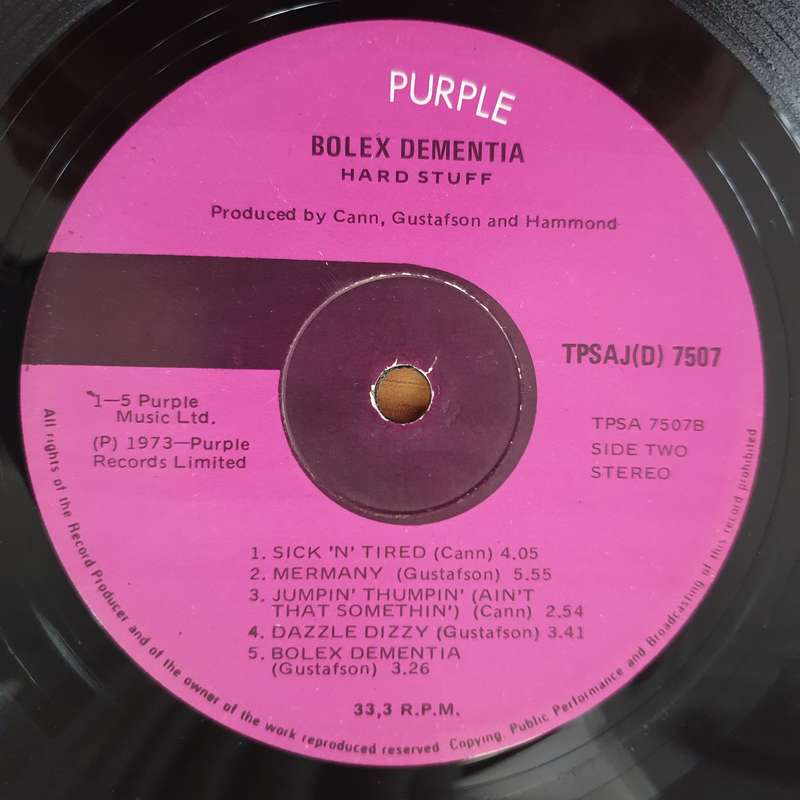 PURPLE
BOLEX DEMENTIA
HARD STUFF
Produced by Cann, Gustafson and Hammond
TPSAJ(D) 7507
1—5 Purple
Music Ltd.
(P) 1973—Purple
Records Limited
TPSA 7507B
SIDE TWO
STEREO
1. SICK 'N' TIRED (Cann) 4.05
2. MERMANY (Gustafson) 5.55
3. JUMPIN' THUMPIN' (AIN'T
THAT SOMETHIN') (Cann) 2.54
4. DAZZLE DIZZY (Gustafson) 3.41
5. BOLEX DEMENTIA
(Gustafson) 3.26
33,3 R.P.M.
All rights of the Record Producer and of the owner of the work reproduced reserved Copying, Public Performance and Broadcasting of this record prohibited